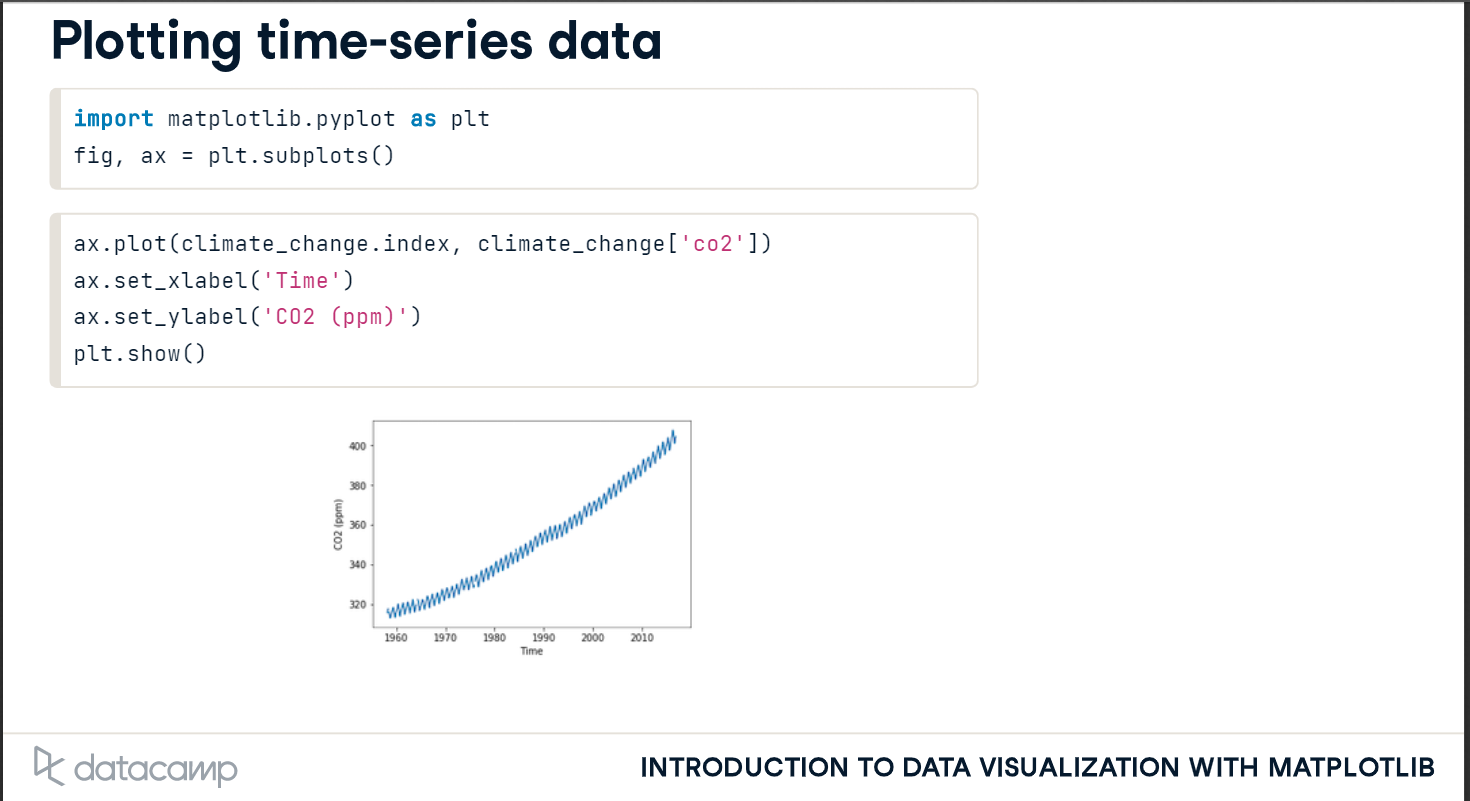 Plotting time-series data
import matplotlib.pyplot as plt
fig, ax = plt.subplots()
ax.plot(climate_change.index, climate_change['co2'])
ax.set_xlabel('Time')
ax.set_ylabel('CO2 (ppm)')
plt.show()
400
380
360
340
320
CO2 (ppm)
1960 1970 1980 1990 2000 2010
Time
datacamp
INTRODUCTION TO DATA VISUALIZATION WITH MATPLOTLIB